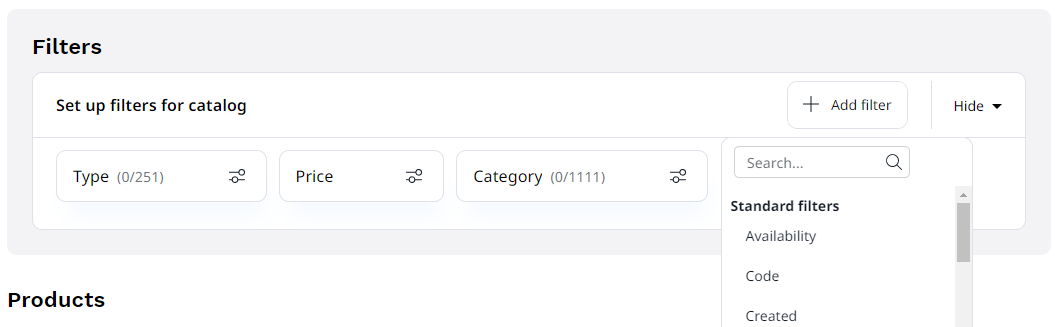 Filters
Set up filters for catalog
Add filter
Hide
Type (0/251)
Price
Category (0/1111)
Search...
Standard filters
Availability
Code
Created
Products